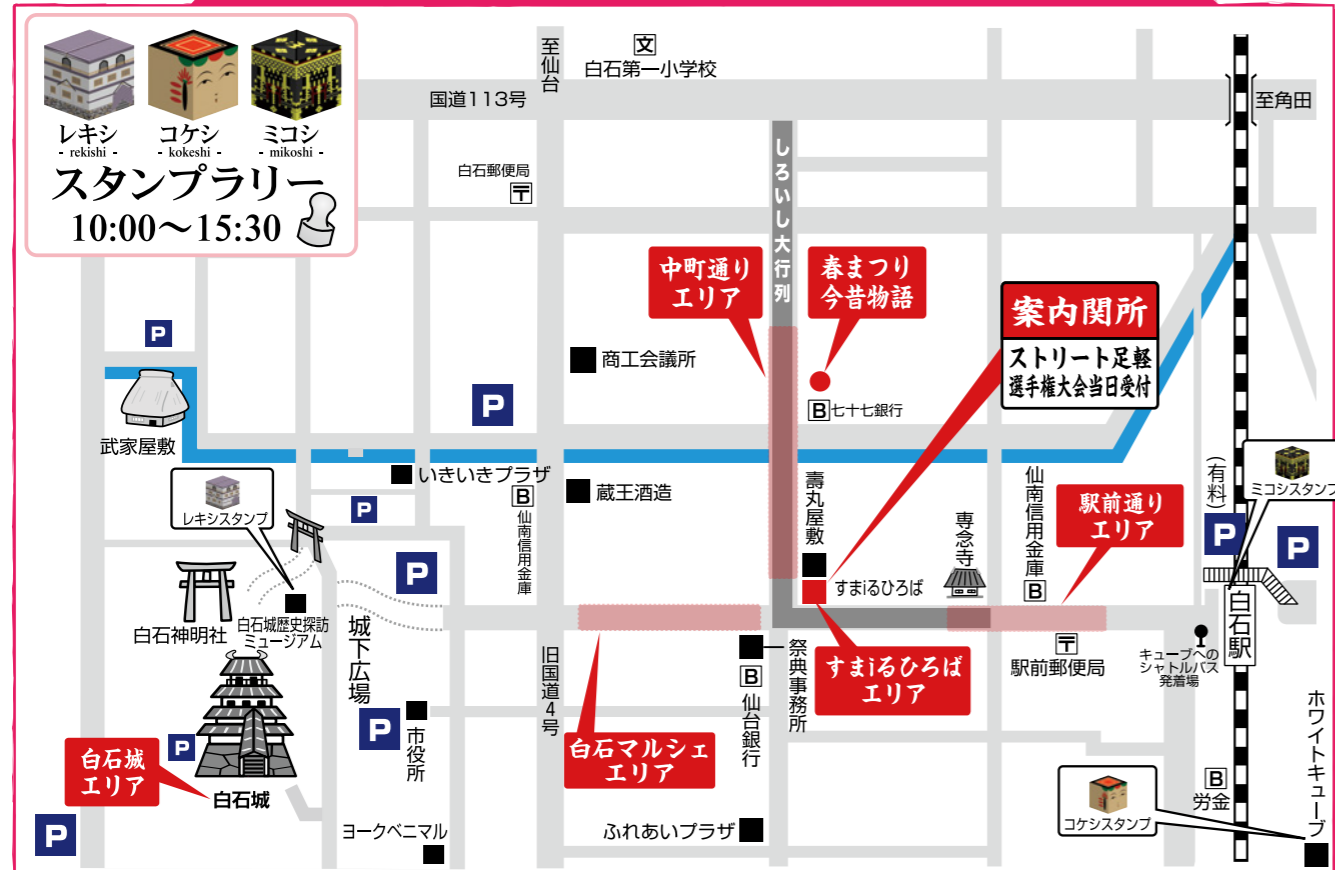 レキシ
- rekishi -
コケシ
- kokeshi -
ミコシ
- mikoshi -
スタンプラリー
10:00〜15:30
至仙台
文
白石第一小学校
国道113号
至角田
白石郵便局
〒
しろいし大行列
中町通り
エリア
春まつり
今昔物語
案内関所
ストリート足軽
選手権大会当日受付
P
商工会議所
P
B七十七銀行
武家屋敷
いきいきプラザ
B
仙南信用金庫
蔵王酒造
壽丸屋敷
専念寺
仙南信用金庫
B
駅前通り
エリア
(有料)
P
P
ミコシスタンプ
レキシスタンプ
P
P
すまiるひろば
白石神明社
白石城歴史探訪
ミュージアム
城下広場
旧国道4号
祭典事務所
B
仙台銀行
すまiるひろば
エリア
〒
駅前郵便局
キューブへの
シャトルバス
発着場
白石駅
P
市役所
白石マルシェ
エリア
P
白石城
エリア
白石城
P
ヨークベニマル
ふれあいプラザ
B
労金
コケシスタンプ
ホワイトキューブ